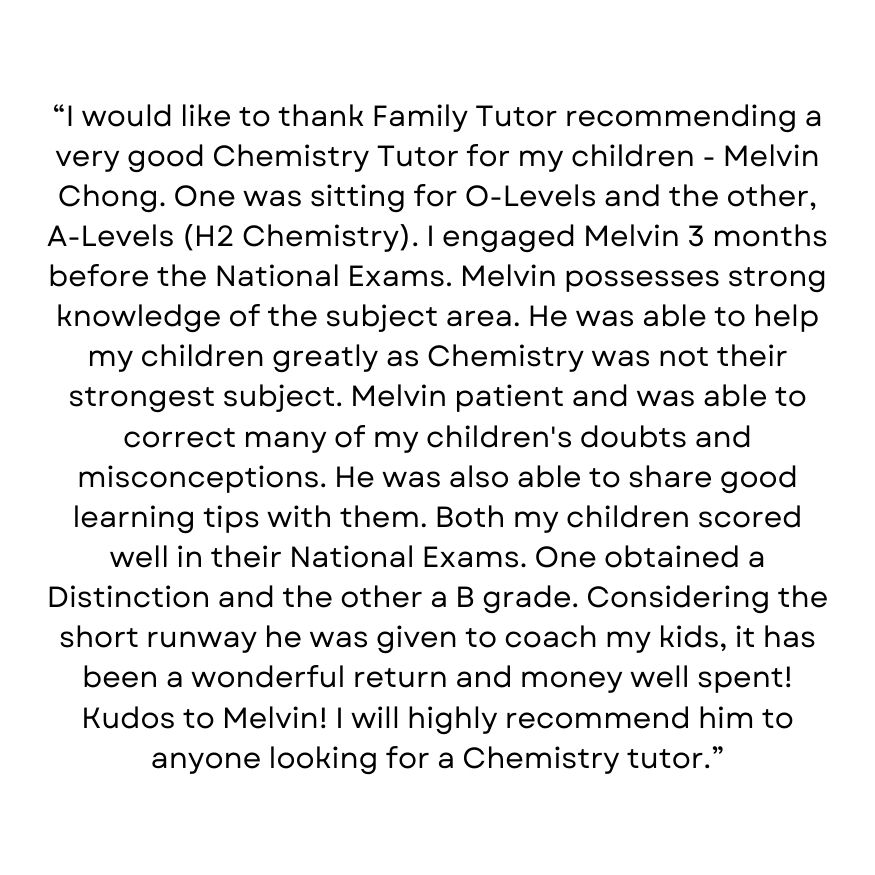 “I would like to thank Family Tutor recommending a
very good Chemistry Tutor for my children - Melvin
Chong. One was sitting for O-Levels and the other,
A-Levels (H2 Chemistry). I engaged Melvin 3 months
before the National Exams. Melvin possesses strong
knowledge of the subject area. He was able to help
my children greatly as Chemistry was not their
strongest subject. Melvin patient and was able to
correct many of my children's doubts and
misconceptions. He was also able to share good
learning tips with them. Both my children scored
well in their National Exams. One obtained a
Distinction and the other a B grade. Considering the
short runway he was given to coach my kids, it has
been a wonderful return and money well spent!
Kudos to Melvin! I will highly recommend him to
anyone looking for a Chemistry tutor.”